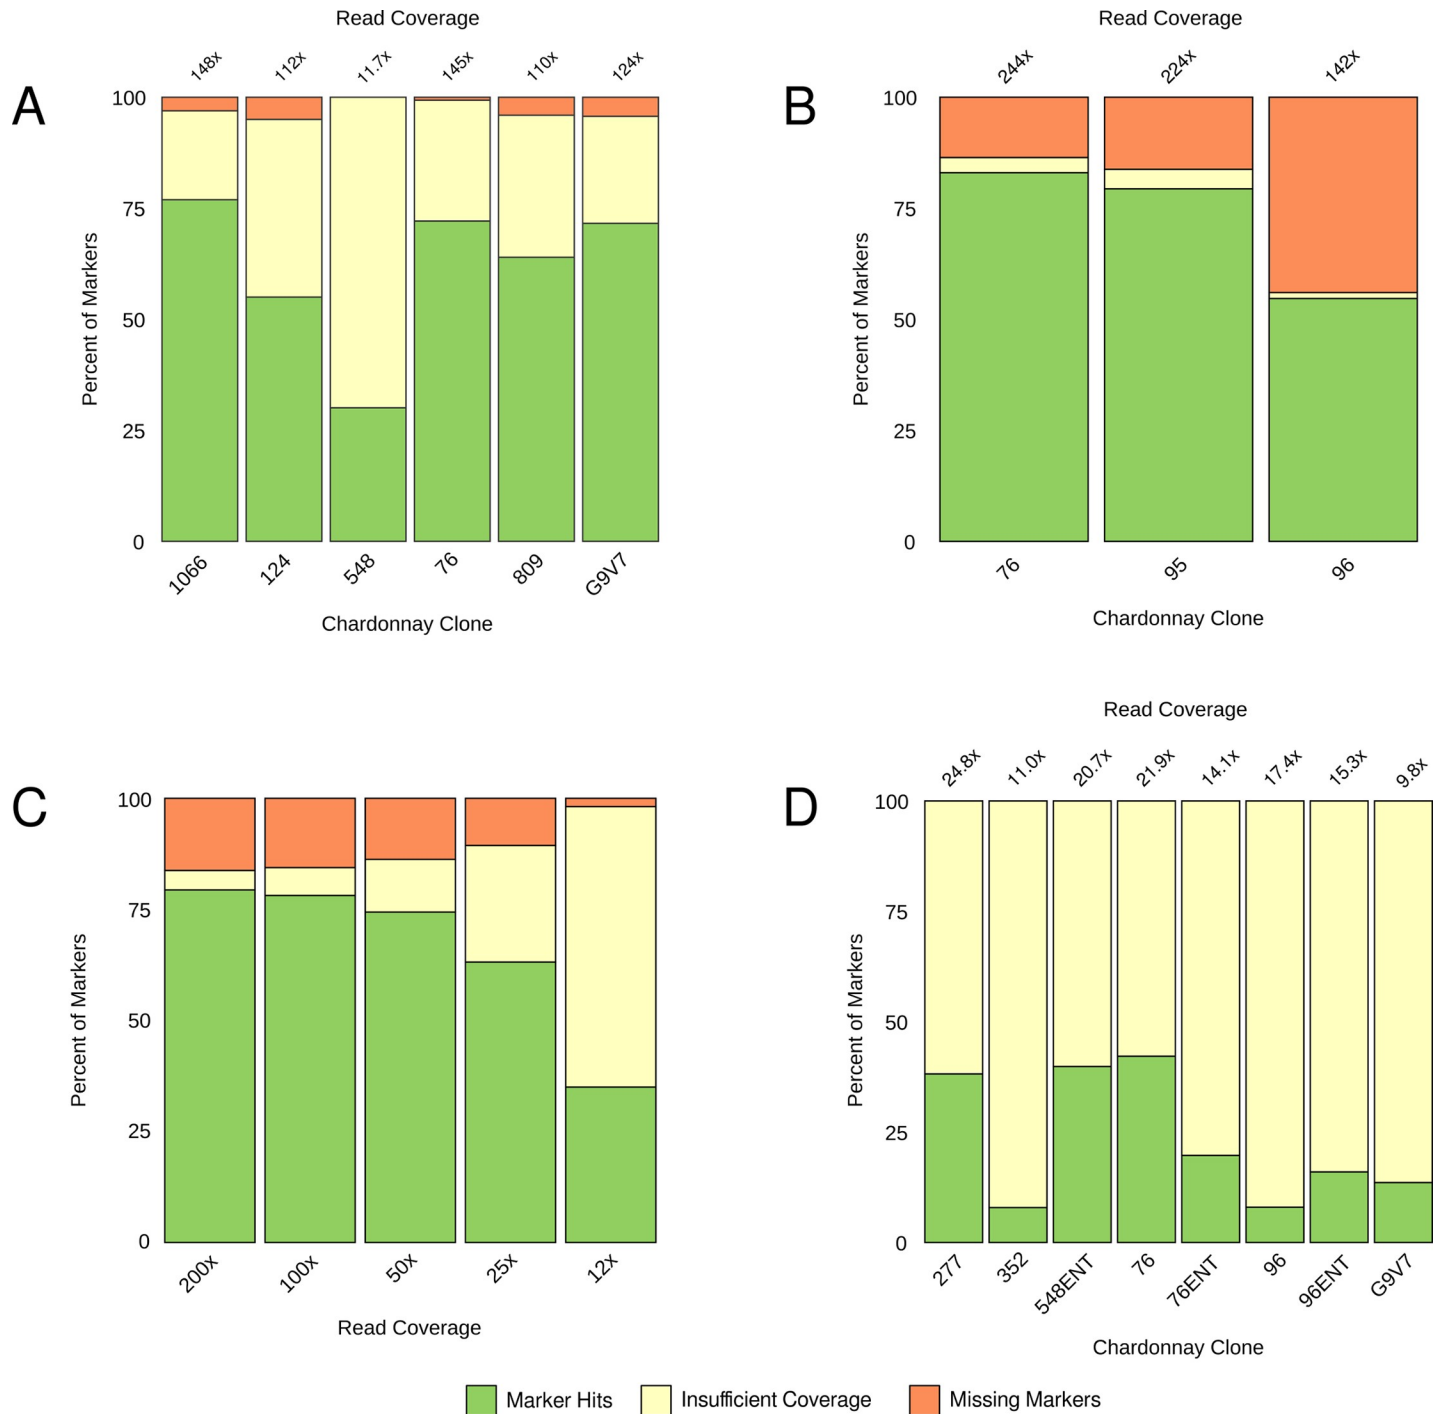 Read Coverage
148x 112x 11.7x 145x 110x 124x
A
100
75
50
25
0
Percent of Markers
1066 124 548 76 809 G9V7
Chardonnay Clone
Read Coverage
244x 224x 142x
B
100
75
50
25
0
Percent of Markers
76 95 96
Chardonnay Clone
C
100
75
50
25
0
Percent of Markers
200x 100x 50x 25x 12x
Read Coverage
Read Coverage
24.8x 11.0x 20.7x 21.9x 14.1x 17.4x 15.3x 9.8x
D
100
75
50
25
0
Percent of Markers
277 352 548ENT 76 76ENT 96 96ENT G9V7
Chardonnay Clone
Marker Hits Insufficient Coverage Missing Markers